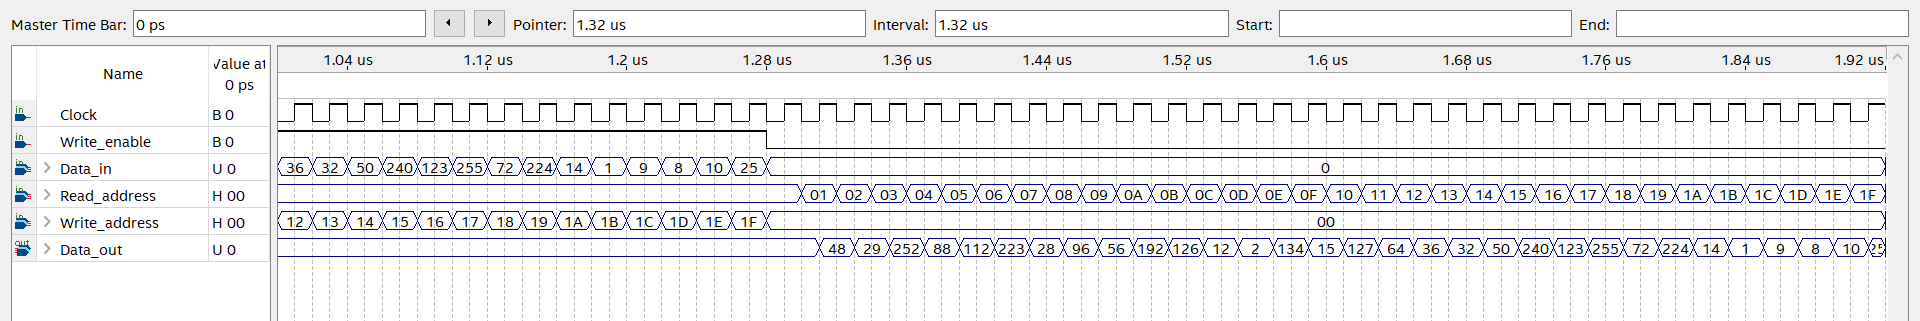 Master Time Bar: 0 ps Pointer: 1.32 us Interval: 1.32 us Start: End:
Name Value at 0 ps 1.04 us 1.12 us 1.2 us 1.28 us 1.36 us 1.44 us 1.52 us 1.6 us 1.68 us 1.76 us 1.84 us 1.92 us
in Clock B 0
in Write_enable B 0
in Data_in U 0 36 32 50 240 123 255 72 224 14 1 9 8 10 25 0
in Read_address H 00 01 02 03 04 05 06 07 08 09 0A 0B 0C 0D 0E 0F 10 11 12 13 14 15 16 17 18 19 1A 1B 1C 1D 1E 1F
in Write_address H 00 12 13 14 15 16 17 18 19 1A 1B 1C 1D 1E 1F 00
out Data_out U 0 48 29 252 88 112 223 28 96 56 192 126 12 2 134 15 127 64 36 32 50 240 123 255 72 224 14 1 9 8 10 25